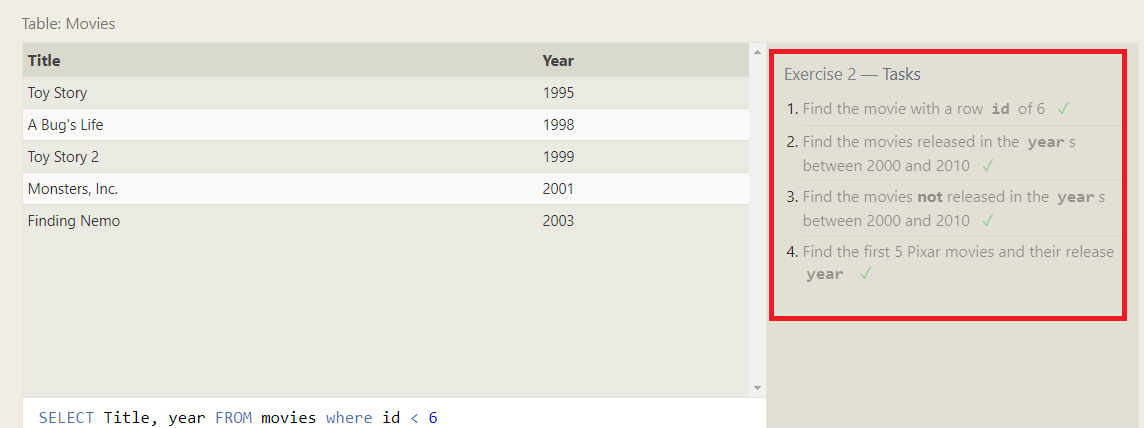 Table: Movies
Title Year
Toy Story 1995
A Bug's Life 1998
Toy Story 2 1999
Monsters, Inc. 2001
Finding Nemo 2003
SELECT Title, year FROM movies where id < 6
Exercise 2 — Tasks
1. Find the movie with a row id of 6 ✓
2. Find the movies released in the year s
between 2000 and 2010 ✓
3. Find the movies not released in the year s
between 2000 and 2010 ✓
4. Find the first 5 Pixar movies and their release
year ✓